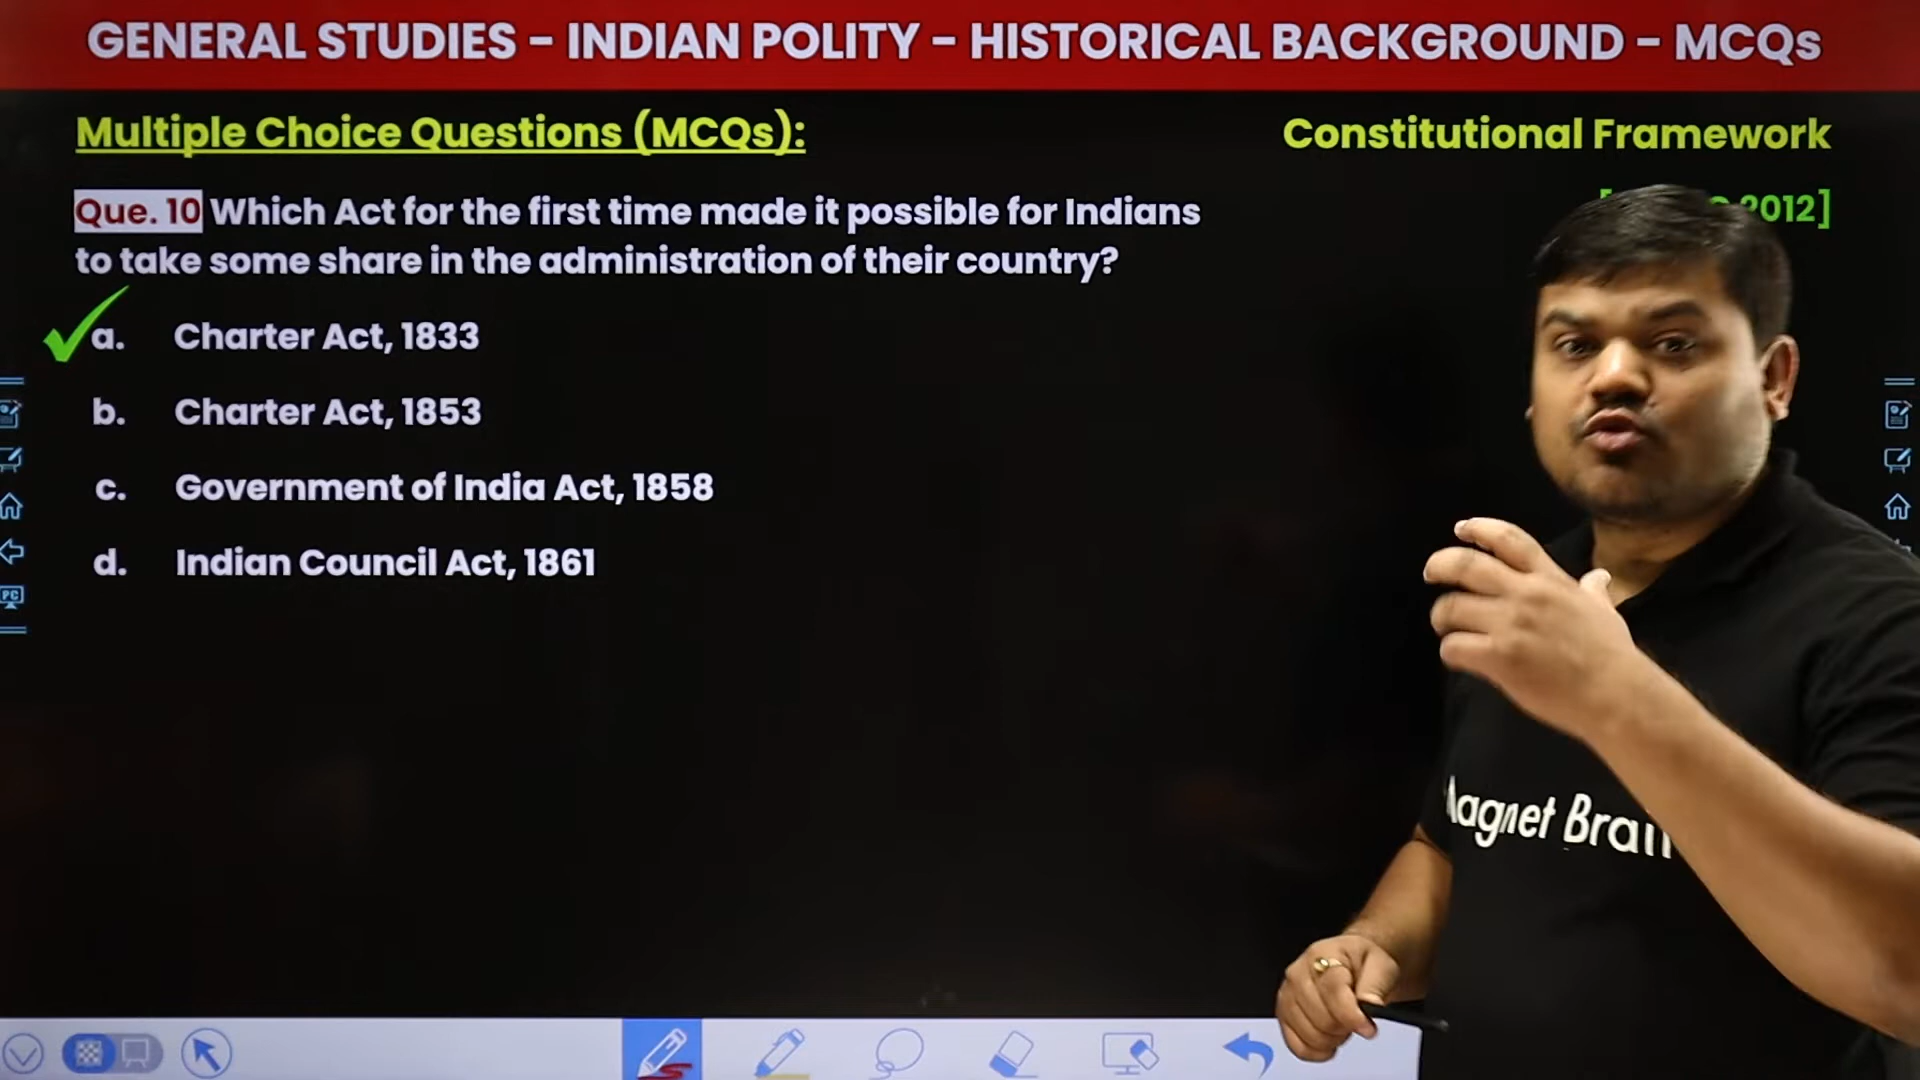 GENERAL STUDIES - INDIAN POLITY - HISTORICAL BACKGROUND - MCQs
Multiple Choice Questions (MCQs):
Constitutional Framework
Que. 10 Which Act for the first time made it possible for Indians
to take some share in the administration of their country?
2012]
a. Charter Act, 1833
b. Charter Act, 1853
c. Government of India Act, 1858
d. Indian Council Act, 1861
PC